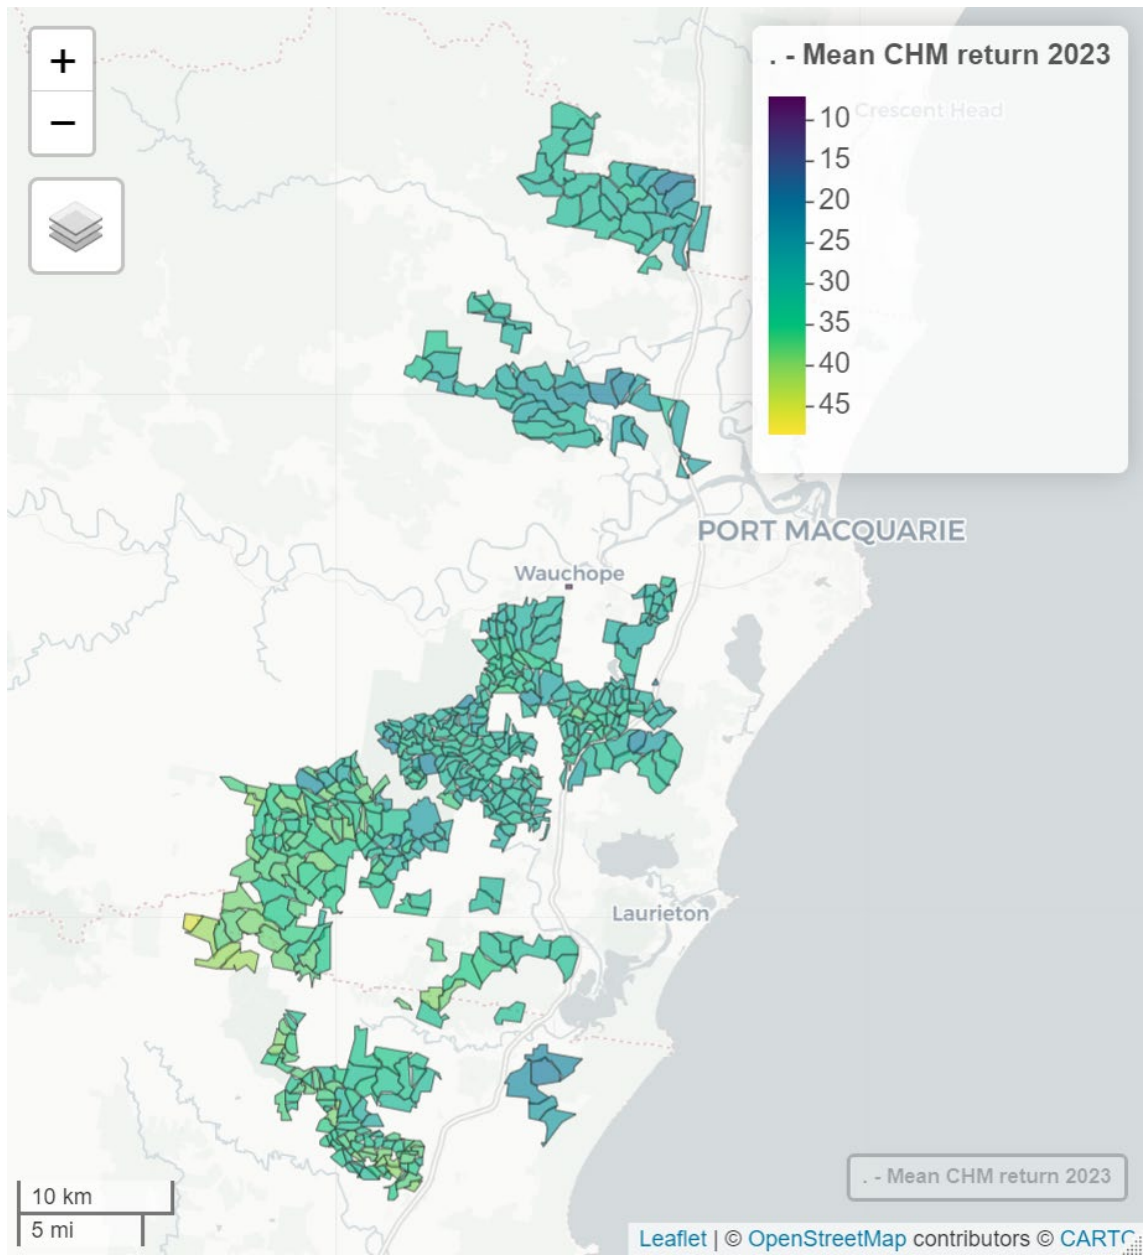 +
−
. - Mean CHM return 2023
10
15
20
25
30
35
40
45
Crescent Head
PORT MACQUARIE
Wauchope
Laurieton
. - Mean CHM return 2023
10 km
5 mi
Leaflet | © OpenStreetMap contributors © CARTO